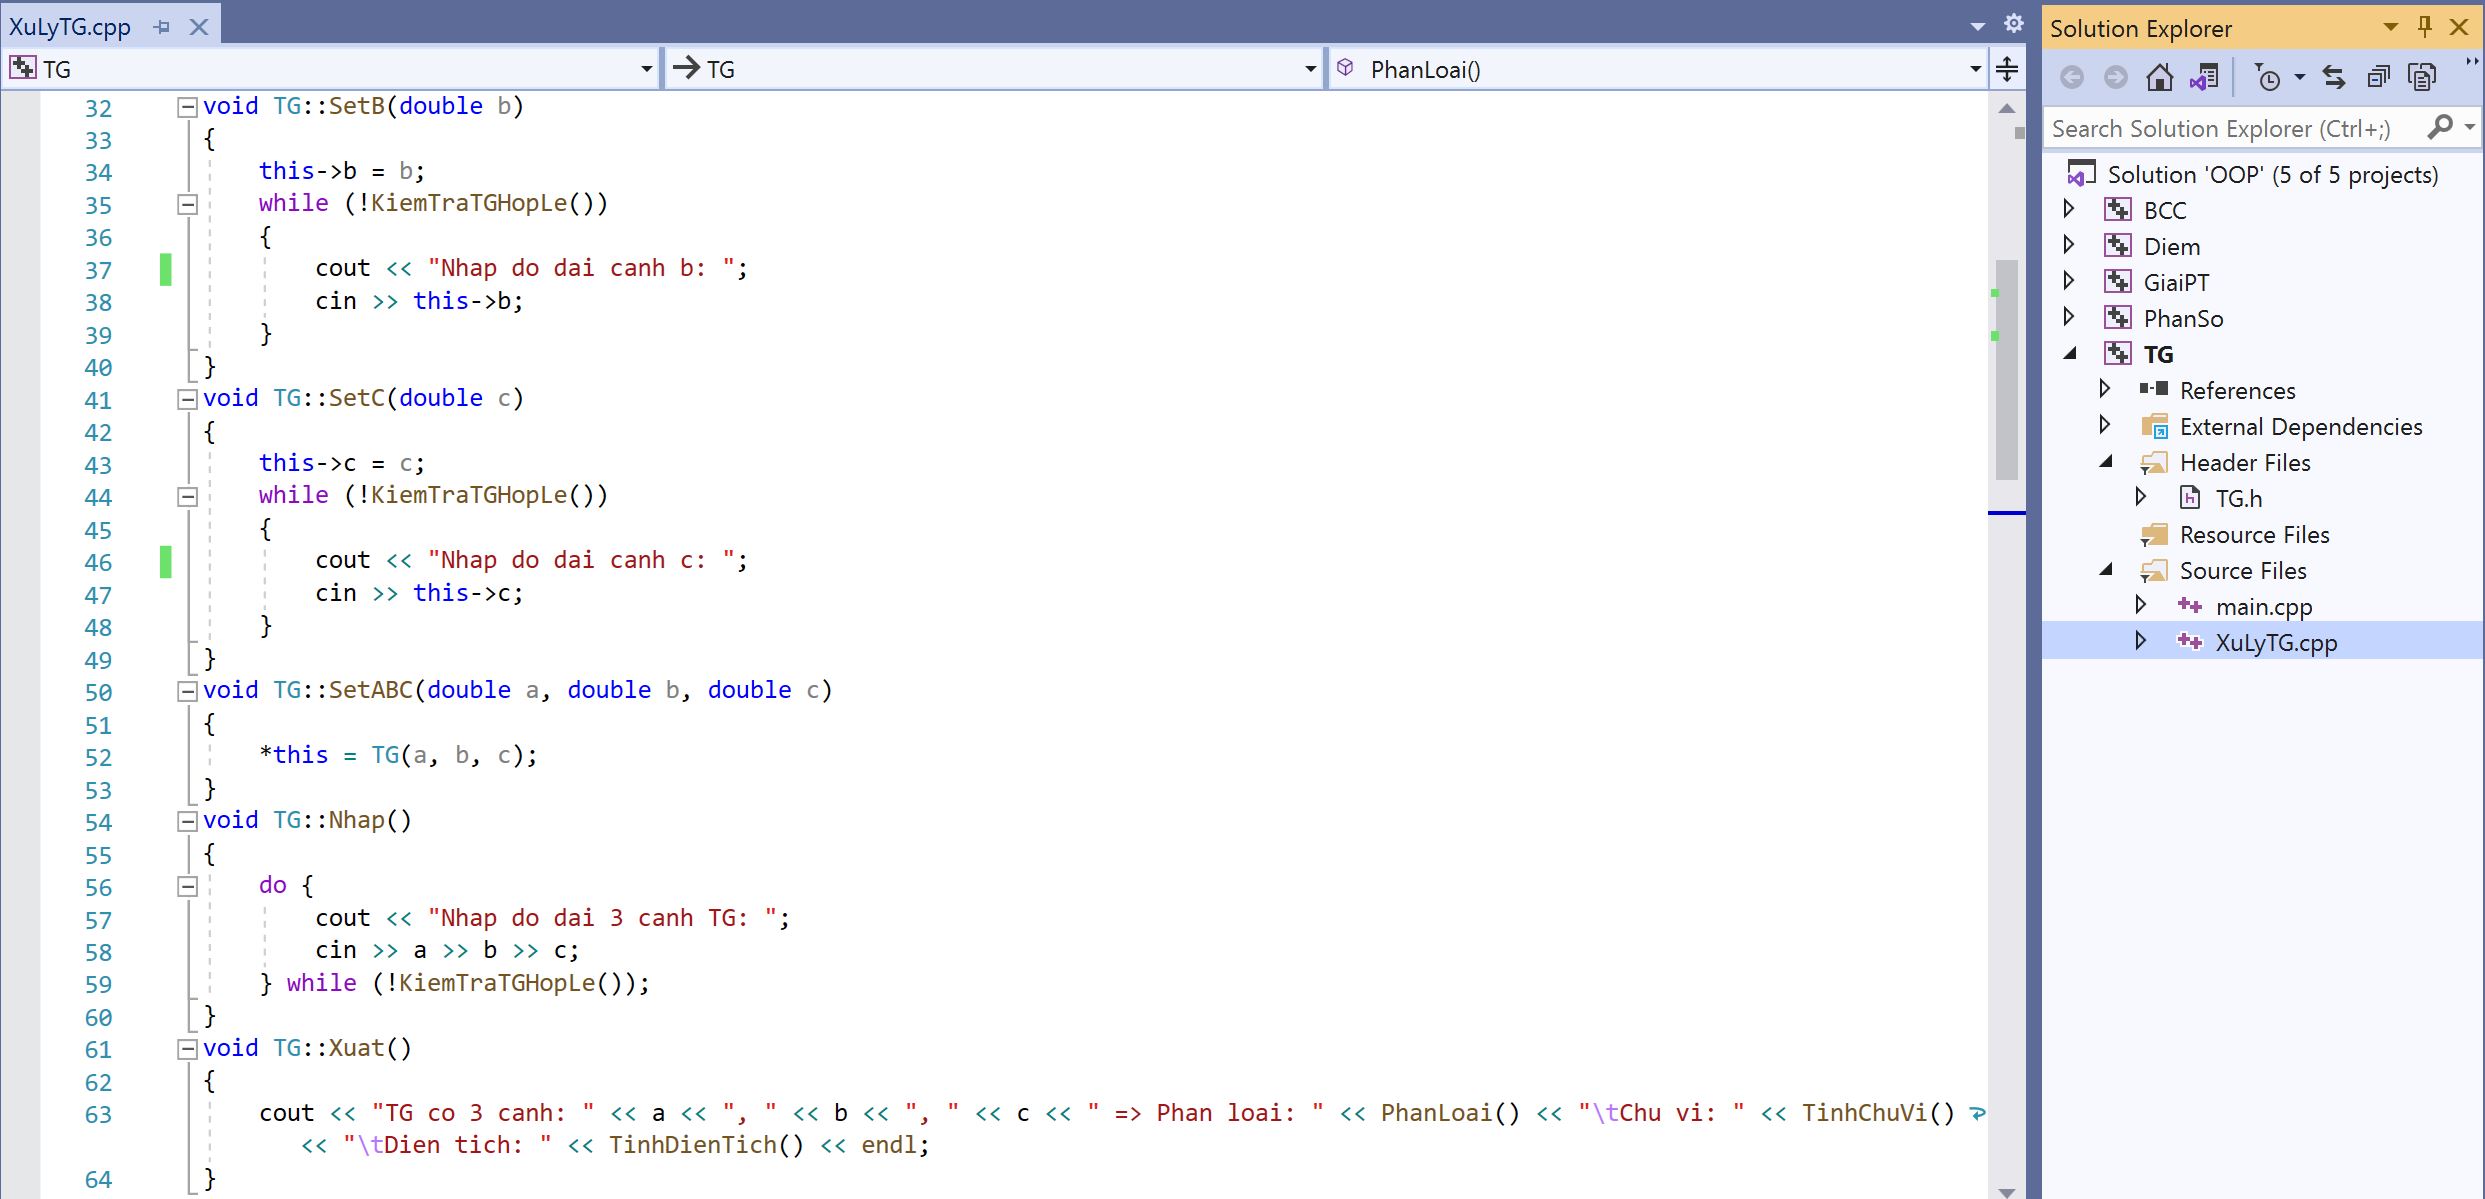 XuLyTG.cpp
TG
TG
PhanLoai()
32 void TG::SetB(double b)
33 {
34     this->b = b;
35     while (!KiemTraTGHopLe())
36     {
37         cout << "Nhap do dai canh b: ";
38         cin >> this->b;
39     }
40 }
41 void TG::SetC(double c)
42 {
43     this->c = c;
44     while (!KiemTraTGHopLe())
45     {
46         cout << "Nhap do dai canh c: ";
47         cin >> this->c;
48     }
49 }
50 void TG::SetABC(double a, double b, double c)
51 {
52     *this = TG(a, b, c);
53 }
54 void TG::Nhap()
55 {
56     do {
57         cout << "Nhap do dai 3 canh TG: ";
58         cin >> a >> b >> c;
59     } while (!KiemTraTGHopLe());
60 }
61 void TG::Xuat()
62 {
63     cout << "TG co 3 canh: " << a << ", " << b << ", " << c << " => Phan loai: " << PhanLoai() << "\tChu vi: " << TinhChuVi()
        << "\tDien tich: " << TinhDienTich() << endl;
64 }
Solution Explorer
Search Solution Explorer (Ctrl+;)
Solution 'OOP' (5 of 5 projects)
BCC
Diem
GiaiPT
PhanSo
TG
References
External Dependencies
Header Files
TG.h
Resource Files
Source Files
main.cpp
XuLyTG.cpp